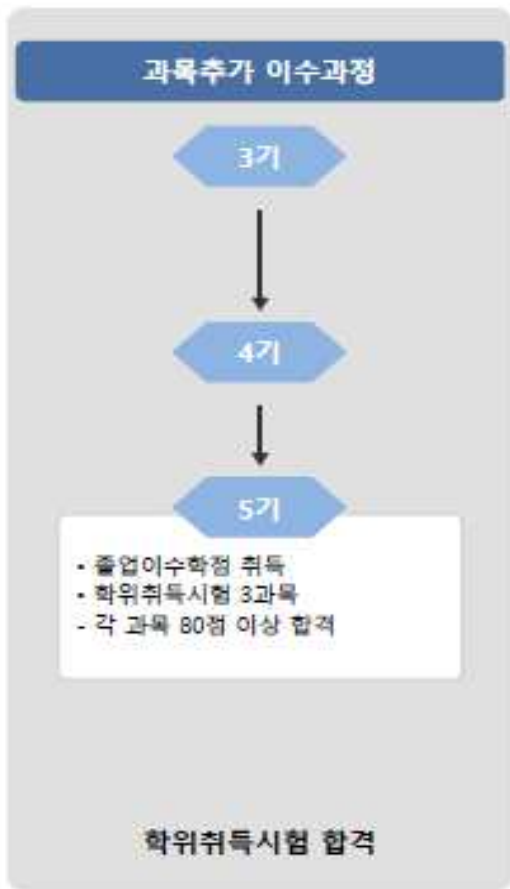 과목추가 이수과정
3기
4기
5기
• 졸업이수학점 취득
• 학위취득시험 3과목
- 각 과목 80점 이상 합격
학위취득시험 합격